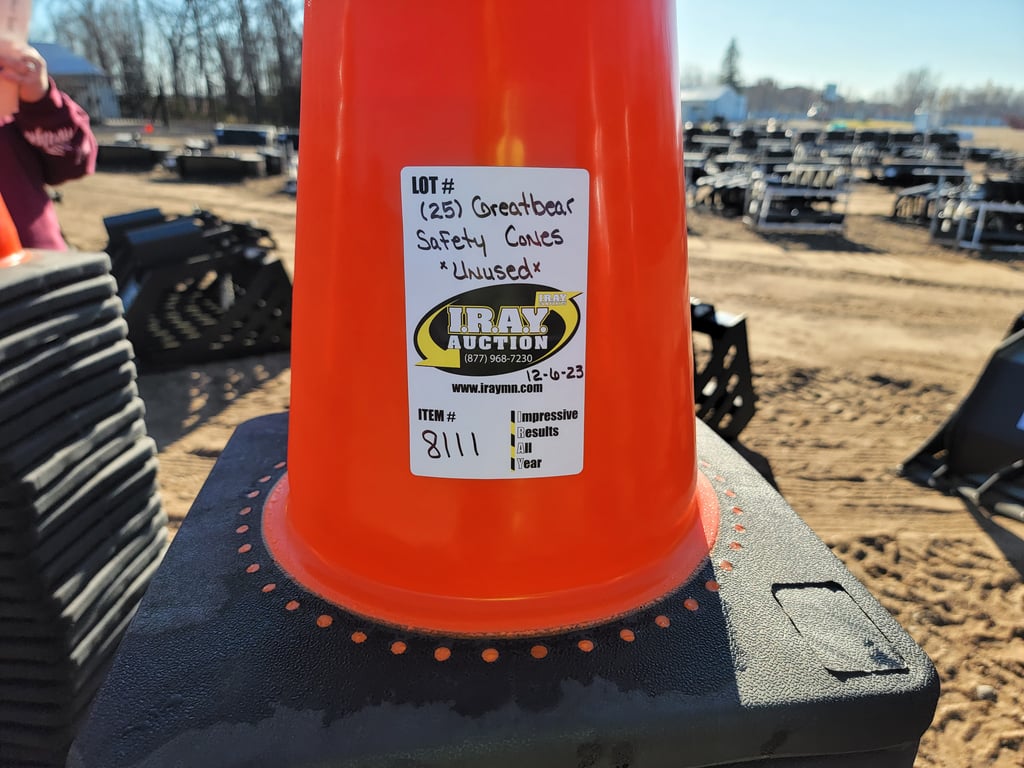 LOT #
(25) Greatbear
Safety Cones
*Unused*
I.R.A.Y.
I.R.A.Y.
AUCTION
(877) 968-7230
12-6-23
www.iraymn.com
ITEM #
8111
Impressive
Results
All
Year